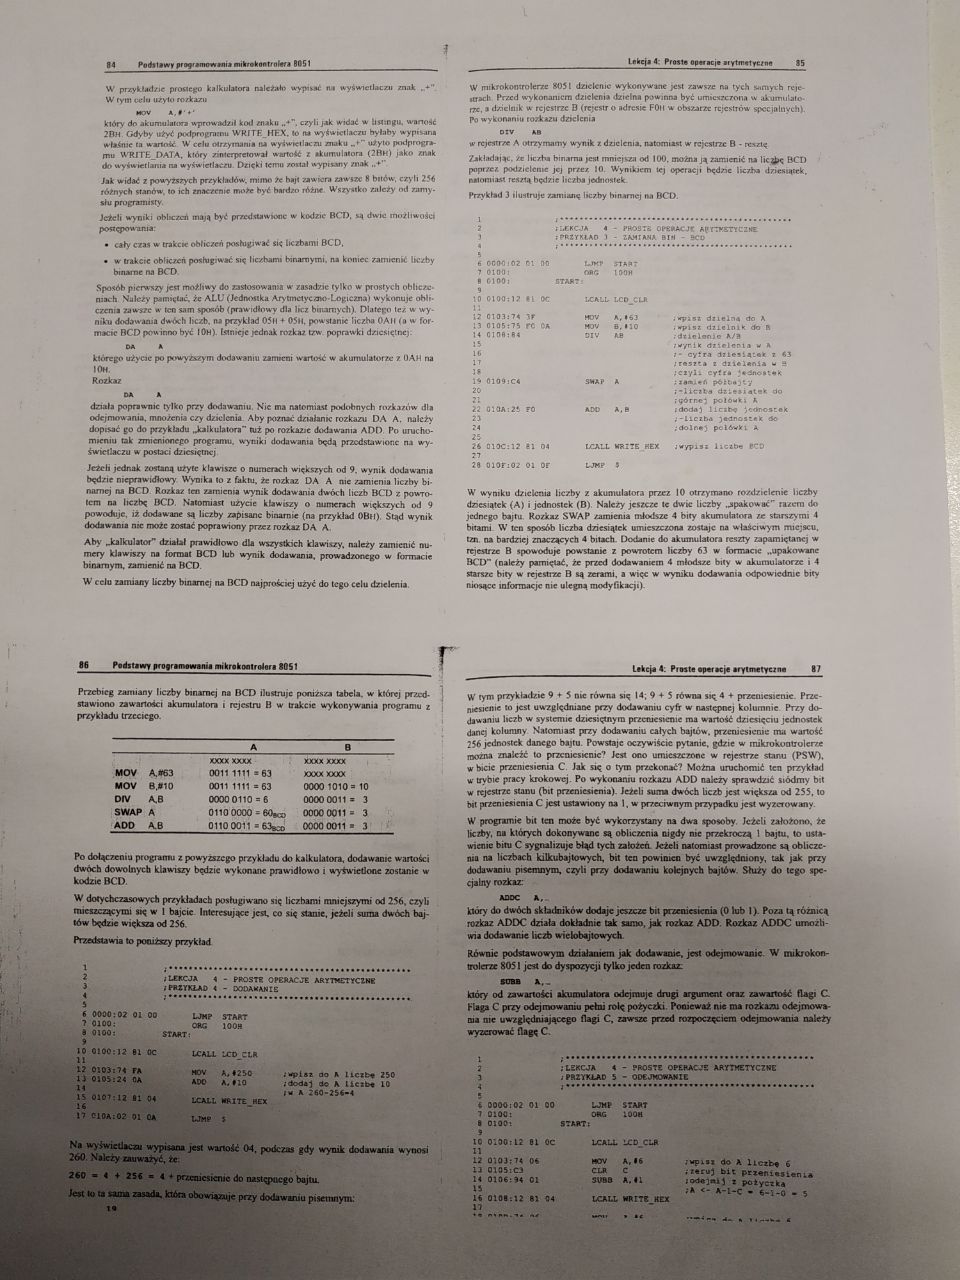 84 Podstawy programowania mikrokontrolera 8051
W przykładzie prostego kalkulatora należało wypisać na wyświetlaczu znak „+”.
W tym celu użyto rozkazu
MOV A,#'+'
który do akumulatora wprowadził kod znaku „+”, czyli jak widać w listingu, wartość
2BH. Gdyby użyć podprogramu WRITE_HEX, to na wyświetlaczu byłaby wypisana
właśnie ta wartość. W celu otrzymania na wyświetlaczu znaku „+” użyto podprogra-
mu WRITE_DATA, który zinterpretował wartość z akumulatora (2BH) jako znak
do wyświetlania na wyświetlaczu. Dzięki temu został wypisany znak „+”.
Jak widać z powyższych przykładów, mimo że bajt zawiera zawsze 8 bitów, czyli 256
różnych stanów, to ich znaczenie może być bardzo różne. Wszystko zależy od zamy-
słu programisty.
Jeżeli wyniki obliczeń mają być przedstawione w kodzie BCD, są dwie możliwości
postępowania:
• cały czas w trakcie obliczeń posługiwać się liczbami BCD,
• w trakcie obliczeń posługiwać się liczbami binarnymi, na koniec zamienić liczby
binarne na BCD.
Sposób pierwszy jest możliwy do zastosowania w zasadzie tylko w prostych oblicze-
niach. Należy pamiętać, że ALU (Jednostka Arytmetyczno-Logiczna) wykonuje obli-
czenia zawsze w ten sam sposób (prawidłowy dla licz binarnych). Dlatego też w wy-
niku dodawania dwóch liczb, na przykład 05H + 05H, powstanie liczba 0AH (a w for-
macie BCD powinno być 10H). Istnieje jednak rozkaz tzw. poprawki dziesiętnej:
DA A
którego użycie po powyższym dodawaniu zamieni wartość w akumulatorze z 0AH na
10H.
Rozkaz
DA A
działa poprawnie tylko przy dodawaniu. Nie ma natomiast podobnych rozkazów dla
odejmowania, mnożenia czy dzielenia. Aby poznać działanie rozkazu DA A, należy
dopisać go do przykładu „kalkulatora” tuż po rozkazie dodawania ADD. Po urucho-
mieniu tak zmienionego programu, wyniki dodawania będą przedstawione na wy-
świetlaczu w postaci dziesiętnej.
Jeżeli jednak zostaną użyte klawisze o numerach większych od 9, wynik dodawania
będzie nieprawidłowy. Wynika to z faktu, że rozkaz DA A nie zamienia liczby bi-
narnej na BCD. Rozkaz ten zamienia wynik dodawania dwóch liczb BCD z powro-
tem na liczbę BCD. Natomiast użycie klawiszy o numerach większych od 9
powoduje, iż dodawane są liczby zapisane binarnie (na przykład 0BH). Stąd wynik
dodawania nie może zostać poprawiony przez rozkaz DA A.
Aby „kalkulator” działał prawidłowo dla wszystkich klawiszy, należy zamienić nu-
mery klawiszy na format BCD lub wynik dodawania, prowadzonego w formacie
binarnym, zamienić na BCD.
W celu zamiany liczby binarnej na BCD najprościej użyć do tego celu dzielenia.
Lekcja 4: Proste operacje arytmetyczne 85
W mikrokontrolerze 8051 dzielenie wykonywane jest zawsze na tych samych reje-
strach. Przed wykonaniem dzielenia dzielna powinna być umieszczona w akumulato-
rze, a dzielnik w rejestrze B (rejestr o adresie F0H w obszarze rejestrów specjalnych).
Po wykonaniu rozkazu dzielenia
DIV AB
w rejestrze A otrzymamy wynik z dzielenia, natomiast w rejestrze B - resztę.
Zakładając, że liczba binarna jest mniejsza od 100, można ją zamienić na liczbę BCD
poprzez podzielenie jej przez 10. Wynikiem tej operacji będzie liczba dziesiątek,
natomiast resztą będzie liczba jednostek.
Przykład 3 ilustruje zamianę liczby binarnej na BCD.
1 ;****************************************
2 ;LEKCJA 4 - PROSTE OPERACJE ARYTMETYCZNE
3 ;PRZYKŁAD 3 - ZAMIANA BIN - BCD
4 ;****************************************
5
6 0000:02 01 00 LJMP START
7 0100: ORG 100H
8 0100: START:
9
10 0100:12 81 0C LCALL LCD_CLR
11
12 0103:74 3F MOV A,#63 ;wpisz dzielną do A
13 0105:75 F0 0A MOV B,#10 ;wpisz dzielnik do B
14 0108:84 DIV AB ;dzielenie A/B
15 ;wynik dzielenia w A
16 ;- cyfra dziesiątek z 63
17 ;reszta z dzielenia w B
18 ;czyli cyfra jednostek
19 0109:C4 SWAP A ;zamień półbajty
20 ;-liczba dziesiątek do
21 ;górnej połówki A
22 010A:25 F0 ADD A,B ;dodaj liczbę jednostek
23 ;-liczba jednostek do
24 ;dolnej połówki A
25
26 010C:12 81 04 LCALL WRITE_HEX ;wypisz liczbę BCD
27
28 010F:02 01 0F LJMP $
W wyniku dzielenia liczby z akumulatora przez 10 otrzymano rozdzielenie liczby
dziesiątek (A) i jednostek (B). Należy jeszcze te dwie liczby „spakować” razem do
jednego bajtu. Rozkaz SWAP zamienia młodsze 4 bity akumulatora ze starszymi 4
bitami. W ten sposób liczba dziesiątek umieszczona zostaje na właściwym miejscu,
tzn. na bardziej znaczących 4 bitach. Dodanie do akumulatora reszty zapamiętanej w
rejestrze B spowoduje powstanie z powrotem liczby 63 w formacie „upakowane
BCD” (należy pamiętać, że przed dodawaniem 4 młodsze bity w akumulatorze i 4
starsze bity w rejestrze B są zerami, a więc w wyniku dodawania odpowiednie bity
niosące informacje nie ulegną modyfikacji).
86 Podstawy programowania mikrokontrolera 8051
Przebieg zamiany liczby binarnej na BCD ilustruje poniższa tabela, w której przed-
stawiono zawartości akumulatora i rejestru B w trakcie wykonywania programu z
przykładu trzeciego.
A B
xxxx xxxx xxxx xxxx
MOV A,#63 0011 1111 = 63 xxxx xxxx
MOV B,#10 0011 1111 = 63 0000 1010 = 10
DIV A,B 0000 0110 = 6 0000 0011 = 3
SWAP A 0110 0000 = 60BCD 0000 0011 = 3
ADD A,B 0110 0011 = 63BCD 0000 0011 = 3
Po dołączeniu programu z powyższego przykładu do kalkulatora, dodawanie wartości
dwóch dowolnych klawiszy będzie wykonane prawidłowo i wyświetlone zostanie w
kodzie BCD.
W dotychczasowych przykładach posługiwano się liczbami mniejszymi od 256, czyli
mieszczącymi się w 1 bajcie. Interesujące jest, co się stanie, jeżeli suma dwóch baj-
tów będzie większa od 256.
Przedstawia to poniższy przykład.
1 ;****************************************
2 ;LEKCJA 4 - PROSTE OPERACJE ARYTMETYCZNE
3 ;PRZYKŁAD 4 - DODAWANIE
4 ;****************************************
5
6 0000:02 01 00 LJMP START
7 0100: ORG 100H
8 0100: START:
9
10 0100:12 81 0C LCALL LCD_CLR
11
12 0103:74 FA MOV A,#250 ;wpisz do A liczbę 250
13 0105:24 0A ADD A,#10 ;dodaj do A liczbę 10
14 ;w A 260-256=4
15 0107:12 81 04 LCALL WRITE_HEX
16
17 010A:02 01 0A LJMP $
Na wyświetlaczu wypisana jest wartość 04, podczas gdy wynik dodawania wynosi
260. Należy zauważyć, że:
260 = 4 + 256 = 4 + przeniesienie do następnego bajtu.
Jest to ta sama zasada, która obowiązuje przy dodawaniu pisemnym:
19
Lekcja 4: Proste operacje arytmetyczne 87
W tym przykładzie 9 + 5 nie równa się 14; 9 + 5 równa się 4 + przeniesienie. Prze-
niesienie to jest uwzględniane przy dodawaniu cyfr w następnej kolumnie. Przy do-
dawaniu liczb w systemie dziesiętnym przeniesienie ma wartość dziesięciu jednostek
danej kolumny. Natomiast przy dodawaniu całych bajtów, przeniesienie ma wartość
256 jednostek danego bajtu. Powstaje oczywiście pytanie, gdzie w mikrokontrolerze
można znaleźć to przeniesienie? Jest ono umieszczone w rejestrze stanu (PSW),
w bicie przeniesienia C. Jak się o tym przekonać? Można uruchomić ten przykład
w trybie pracy krokowej. Po wykonaniu rozkazu ADD należy sprawdzić siódmy bit
w rejestrze stanu (bit przeniesienia). Jeżeli suma dwóch liczb jest większa od 255, to
bit przeniesienia C jest ustawiony na 1, w przeciwnym przypadku jest wyzerowany.
W programie bit ten może być wykorzystany na dwa sposoby. Jeżeli założono, że
liczby, na których dokonywane są obliczenia nigdy nie przekroczą 1 bajtu, to usta-
wienie bitu C sygnalizuje błąd tych założeń. Jeżeli natomiast prowadzone są oblicze-
nia na liczbach kilkubajtowych, bit ten powinien być uwzględniony, tak jak przy
dodawaniu pisemnym, czyli przy dodawaniu kolejnych bajtów. Służy do tego spe-
cjalny rozkaz:
ADDC A,..
który do dwóch składników dodaje jeszcze bit przeniesienia (0 lub 1). Poza tą różnicą
rozkaz ADDC działa dokładnie tak samo, jak rozkaz ADD. Rozkaz ADDC umożli-
wia dodawanie liczb wielobajtowych.
Równie podstawowym działaniem jak dodawanie, jest odejmowanie. W mikrokon-
trolerze 8051 jest do dyspozycji tylko jeden rozkaz:
SUBB A,..
który od zawartości akumulatora odejmuje drugi argument oraz zawartość flagi C.
Flaga C przy odejmowaniu pełni rolę pożyczki. Ponieważ nie ma rozkazu odejmowa-
nia nie uwzględniającego flagi C, zawsze przed rozpoczęciem odejmowania należy
wyzerować flagę C.
1 ;****************************************
2 ;LEKCJA 4 - PROSTE OPERACJE ARYTMETYCZNE
3 ;PRZYKŁAD 5 - ODEJMOWANIE
4 ;****************************************
5
6 0000:02 01 00 LJMP START
7 0100: ORG 100H
8 0100: START:
9
10 0100:12 81 0C LCALL LCD_CLR
11
12 0103:74 06 MOV A,#6 ;wpisz do A liczbę 6
13 0105:C3 CLR C ;zeruj bit przeniesienia
14 0106:94 01 SUBB A,#1 ;odejmij z pożyczką
15 ;A <- A-1-C = 6-1-0 = 5
16 0108:12 81 04 LCALL WRITE_HEX
17